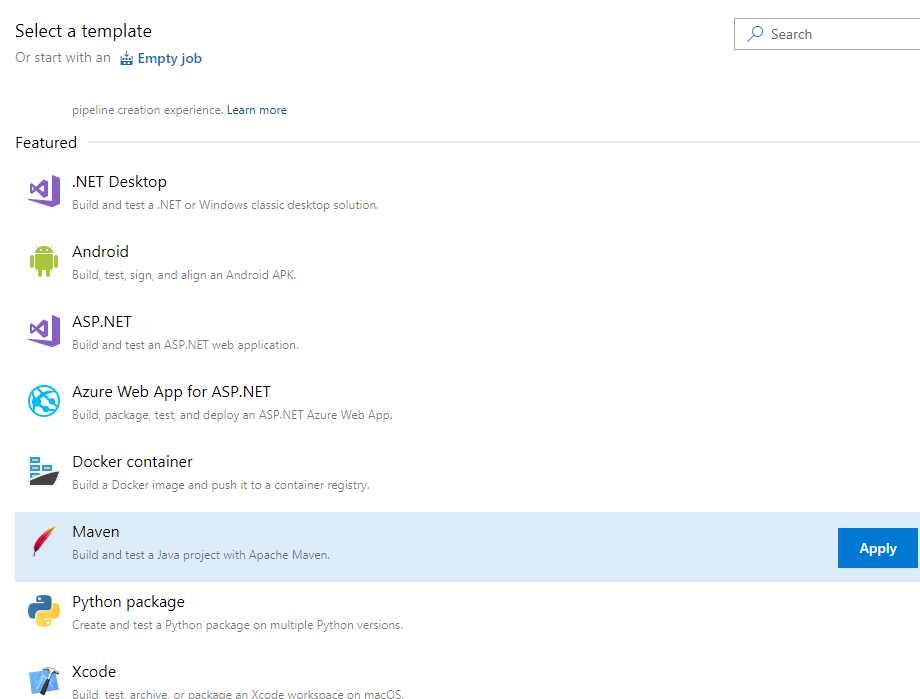 Select a template
Search
Or start with an Empty job
pipeline creation experience. Learn more
Featured
.NET Desktop
Build and test a .NET or Windows classic desktop solution.
Android
Build, test, sign, and align an Android APK.
ASP.NET
Build and test an ASP.NET web application.
Azure Web App for ASP.NET
Build, package, test, and deploy an ASP.NET Azure Web App.
Docker container
Build a Docker image and push it to a container registry.
Maven
Build and test a Java project with Apache Maven.
Apply
Python package
Create and test a Python package on multiple Python versions.
Xcode
Build, test, archive, or package an Xcode workspace on macOS.